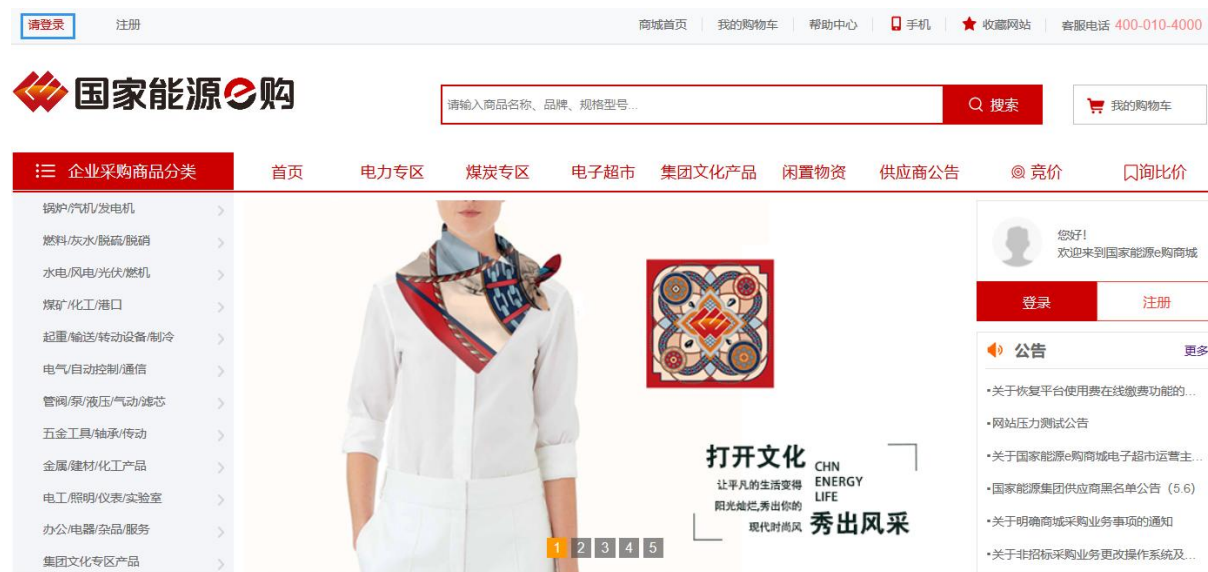 请登录 注册 商城首页 我的购物车 帮助中心 手机 收藏网站 客服电话 400-010-4000
国家能源e购
请输入商品名称、品牌、规格型号... 搜索 我的购物车
企业采购商品分类 首页 电力专区 煤炭专区 电子超市 集团文化产品 闲置物资 供应商公告 竞价 询比价
锅炉/汽机/发电机
燃料/灰水/脱硫/脱硝
水电/风电/光伏/燃机
煤矿/化工/港口
起重/输送/转动设备/制冷
电气/自动控制/通信
管阀/泵/液压/气动/滤芯
五金工具/轴承/传动
金属/建材/化工产品
电工/照明/仪表/实验室
办公/电器/杂品/服务
集团文化专区产品
打开文化
让平凡的生活变得
阳光灿烂,秀出你的
现代时尚风
CHN
ENERGY
LIFE
秀出风采
1 2 3 4 5
您好!
欢迎来到国家能源e购商城
登录 注册
公告 更多
▪关于恢复平台使用费在线缴费功能的...
▪网站压力测试公告
▪关于国家能源e购商城电子超市运营主...
▪国家能源集团供应商黑名单公告（5.6）
▪关于明确商城采购业务事项的通知
▪关于非招标采购业务更改操作系统及...